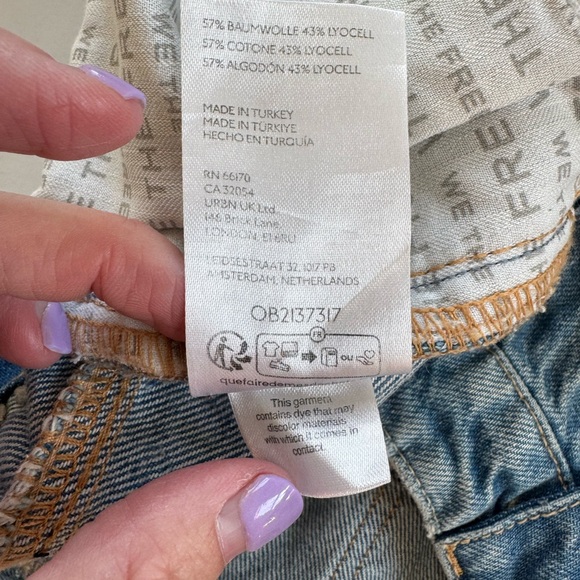 57% BAUMWOLLE 43% LYOCELL
57% COTONE 43% LYOCELL
57% ALGODÓN 43% LYOCELL
MADE IN TURKEY
MADE IN TÜRKIYE
HECHO EN TURQUÍA
RN 66170
CA 32054
URBN UK Ltd.
146 Brick Lane,
LONDON, E1 6RU
LEIDSESTRAAT 32, 1017 PB
AMSTERDAM, NETHERLANDS
OB2137317
FR
OU
This garment
contains dye that may
discolor materials
with which it comes in
contact
WE THE FREE